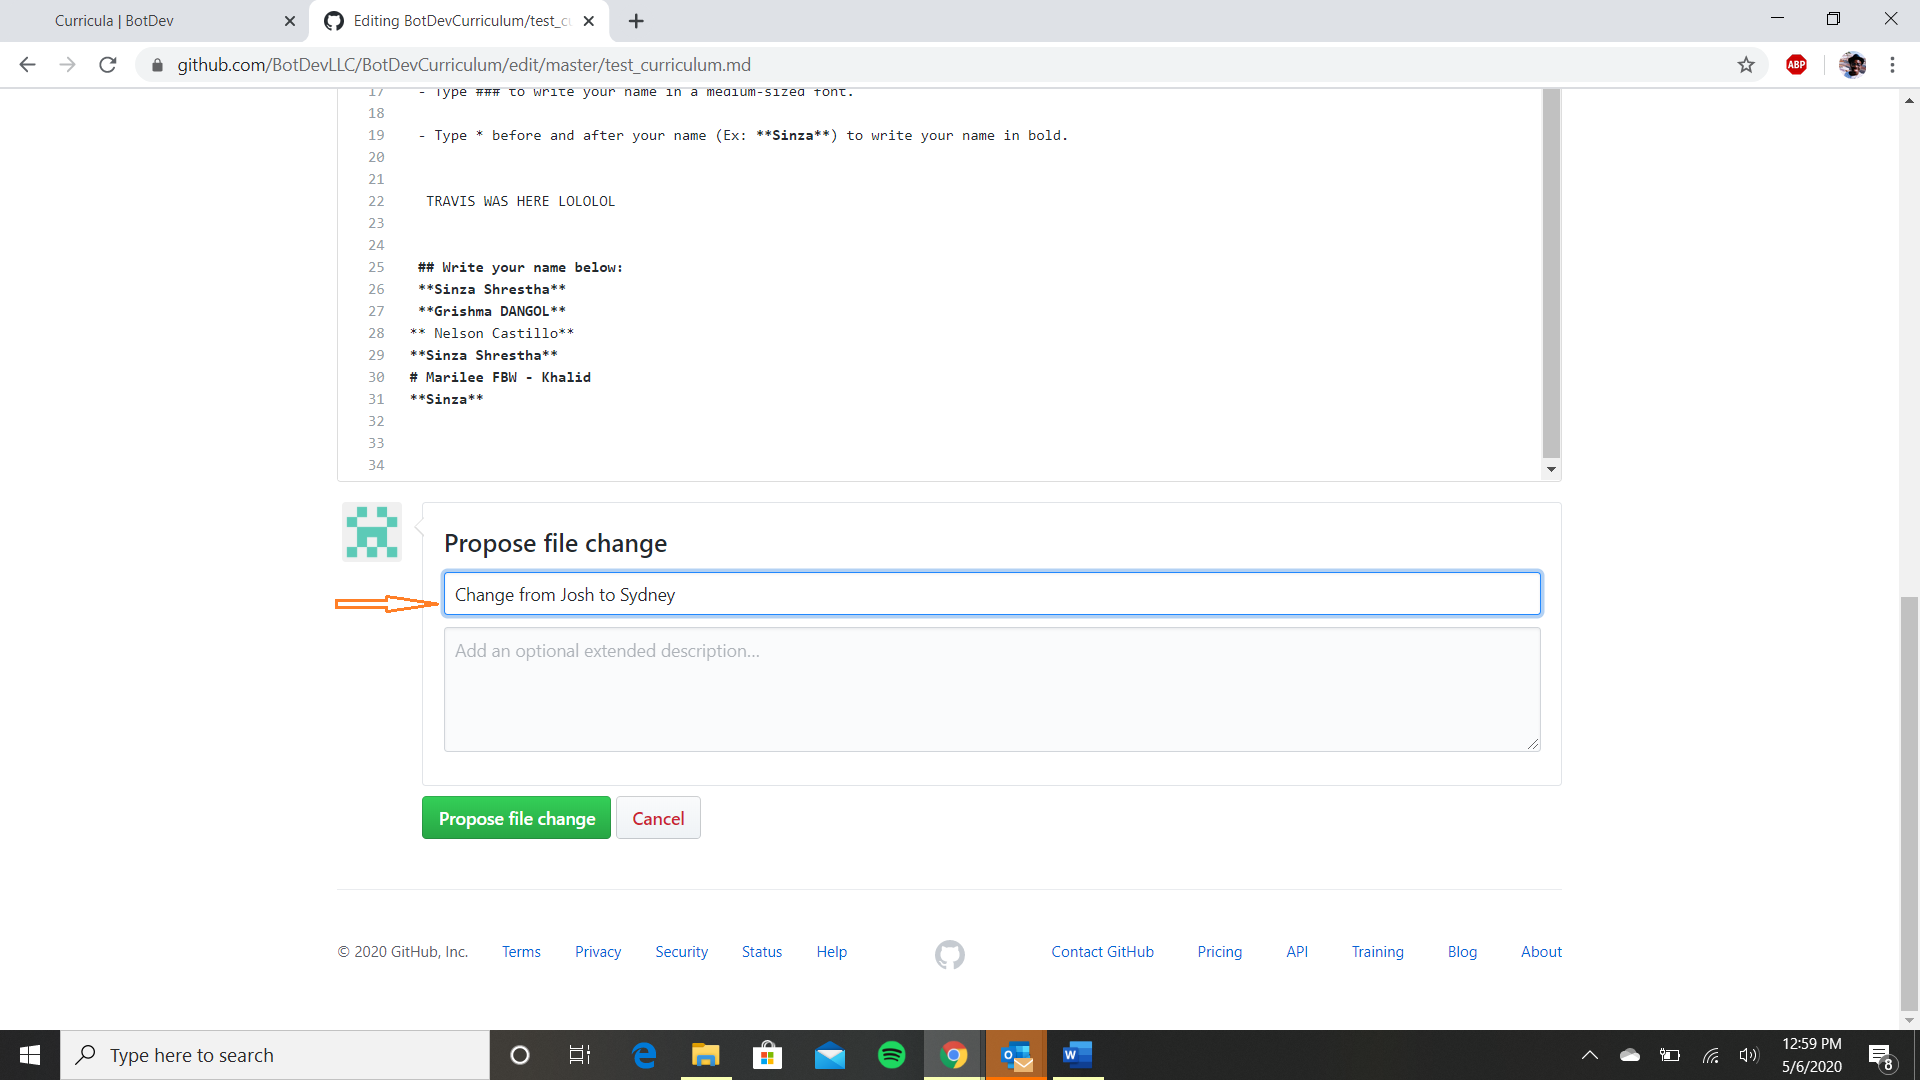 Curricula | BotDev
Editing BotDevCurriculum/test_c
github.com/BotDevLLC/BotDevCurriculum/edit/master/test_curriculum.md
ABP
17 - Type ### to write your name in a medium-sized font.
18
19 - Type * before and after your name (Ex: **Sinza**) to write your name in bold.
20
21
22 TRAVIS WAS HERE LOLOLOL
23
24
25 ## Write your name below:
26 **Sinza Shrestha**
27 **Grishma DANGOL**
28 ** Nelson Castillo**
29 **Sinza Shrestha**
30 # Marilee FBW - Khalid
31 **Sinza**
32
33
34
Propose file change
Change from Josh to Sydney
Add an optional extended description...
Propose file change Cancel
© 2020 GitHub, Inc. Terms Privacy Security Status Help Contact GitHub Pricing API Training Blog About
Type here to search
12:59 PM
5/6/2020
8